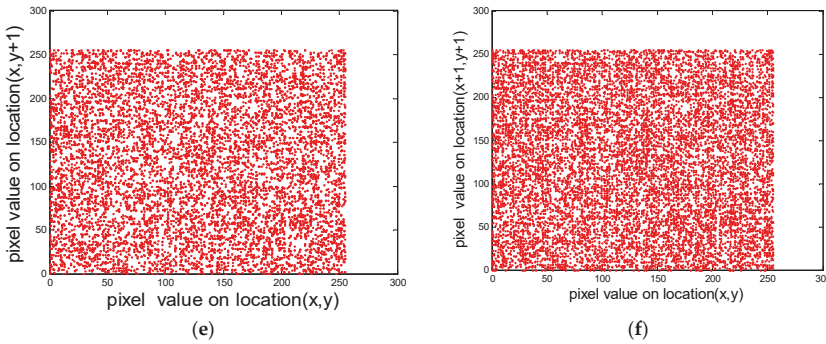 300
250
200
150
100
50
0
pixel value on location(x,y+1)
0 50 100 150 200 250 300
pixel value on location(x,y)
(e)
300
250
200
150
100
50
0
pixel value on location(x+1,y+1)
0 50 100 150 200 250 300
pixel value on location(x,y)
(f)